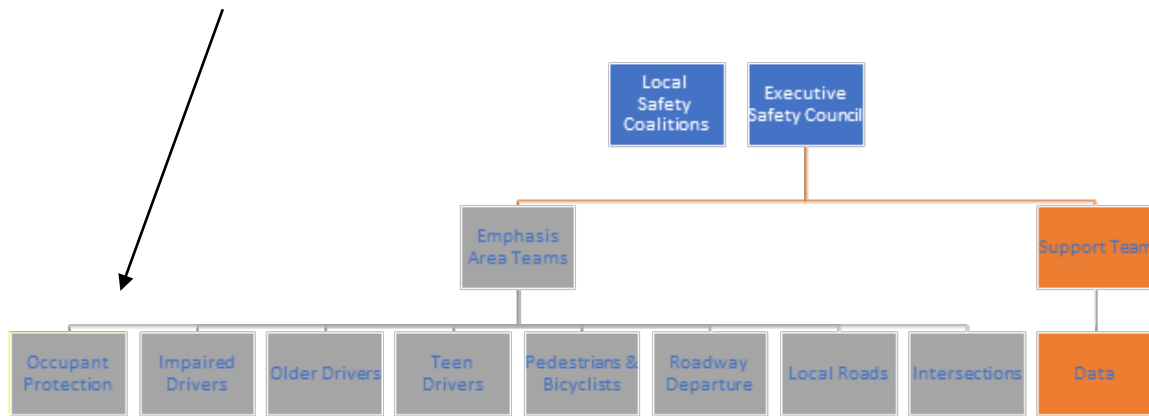 Local
Safety
Coalitions
Executive
Safety Council
Emphasis
Area Teams
Support Team
Occupant
Protection
Impaired
Drivers
Older Drivers
Teen
Drivers
Pedestrians &
Bicyclists
Roadway
Departure
Local Roads
Intersections
Data